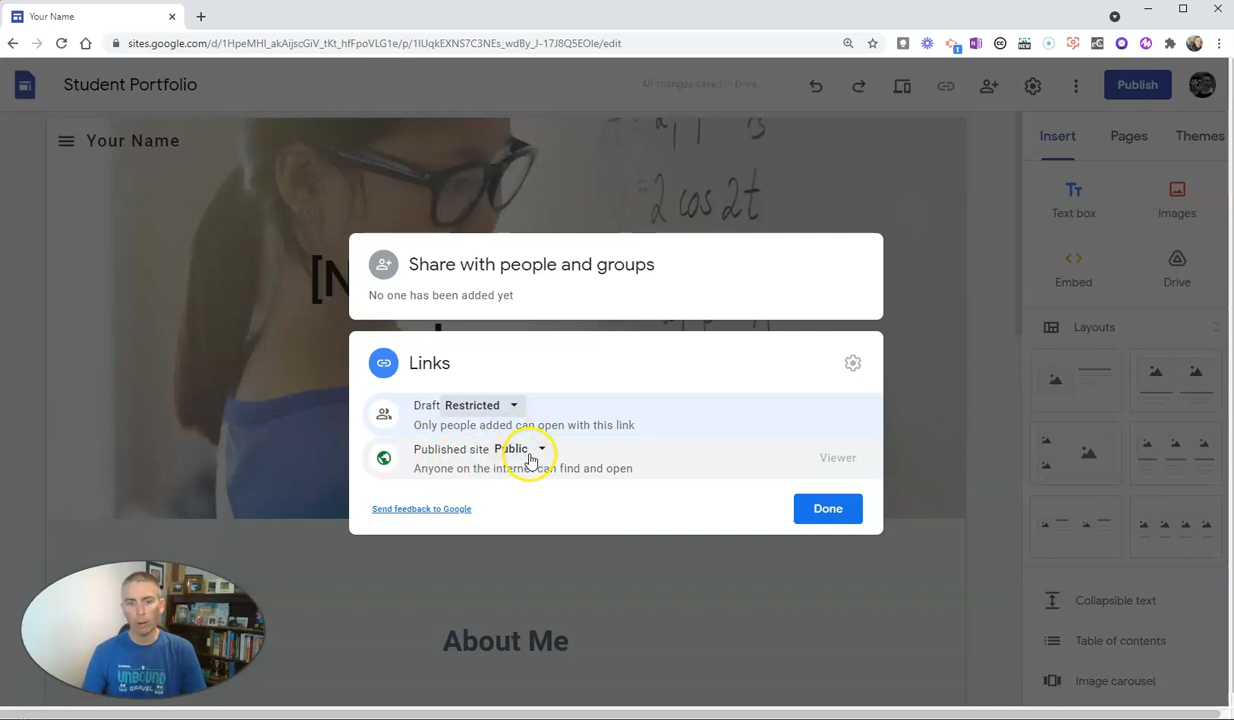 Your Name
sites.google.com/d/1HpeMHI_akAijscGiV_tKt_hfFpoVLG1e/p/1IUqkEXNS7C3NEs_wdBy_J-17J8Q5EOle/edit
Student Portfolio
All changes saved in Drive
Publish
Your Name
2 cos 2t
Insert
Pages
Themes
Text box
Images
Embed
Drive
Share with people and groups
No one has been added yet
Links
Draft Restricted
Only people added can open with this link
Published site Public
Anyone on the internet can find and open
Viewer
Send feedback to Google
Done
Layouts
Collapsible text
Table of contents
Image carousel
About Me
UNBOUND
GRAVEL